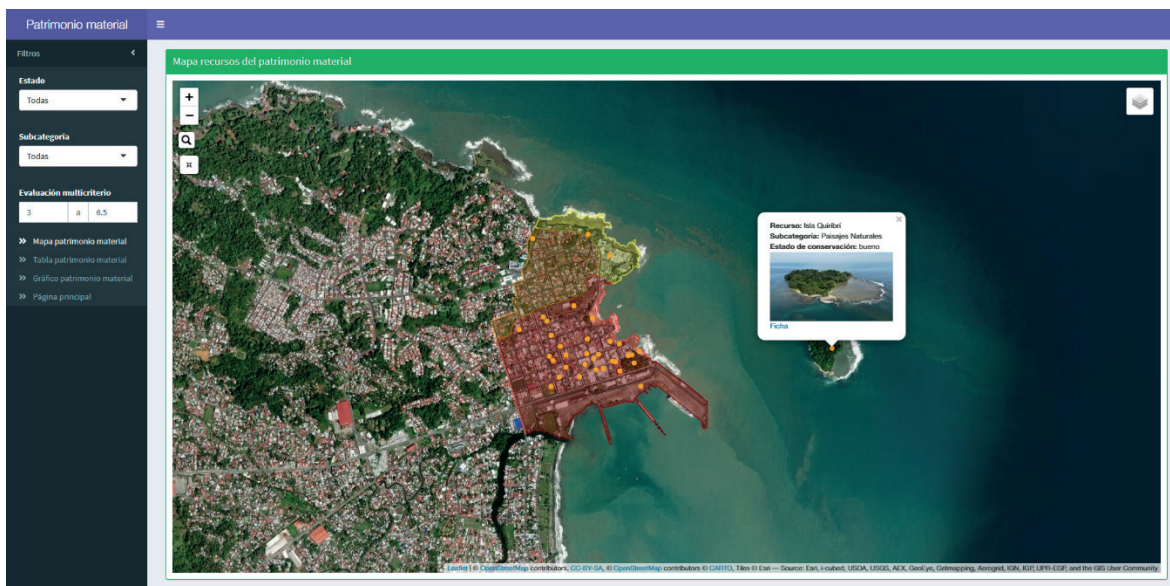 Patrimonio material
Filtros
Estado
Todas
Subcategoría
Todas
Evaluación multicriterio
3 a 6.5
Mapa patrimonio material
Tabla patrimonio material
Gráfico patrimonio material
Página principal
Mapa recursos del patrimonio material
+
−
Recurso: Isla Quiribrí
Subcategoría: Paisajes Naturales
Estado de conservación: bueno
Ficha
Leaflet | © OpenStreetMap contributors, CC-BY-SA, © OpenStreetMap contributors © CARTO, Tiles © Esri — Source: Esri, i-cubed, USDA, USGS, AEX, GeoEye, Getmapping, Aerogrid, IGN, IGP, UPR-EGP, and the GIS User Community